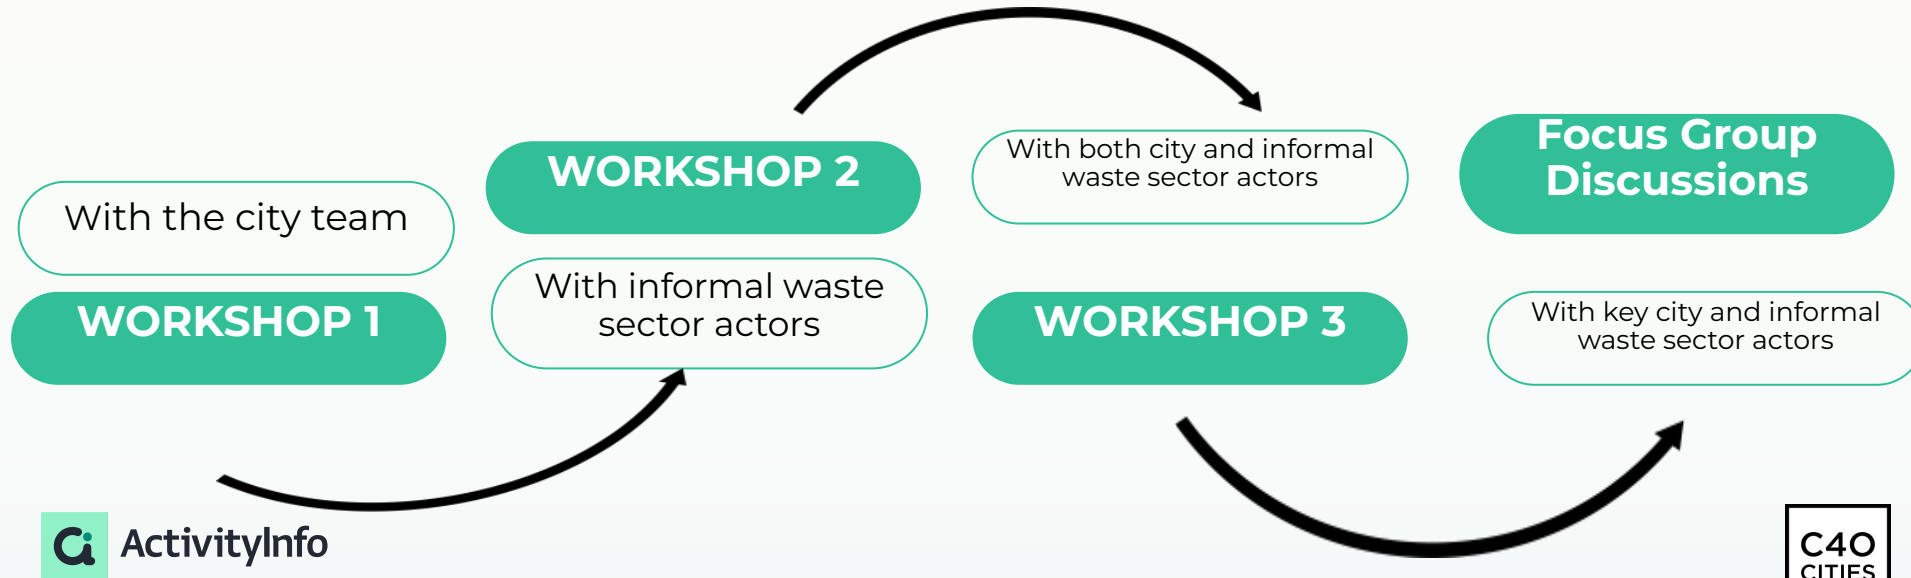 With the city team
WORKSHOP 1
WORKSHOP 2
With informal waste
sector actors
With both city and informal
waste sector actors
WORKSHOP 3
Focus Group
Discussions
With key city and informal
waste sector actors
ActivityInfo
C40
CITIES